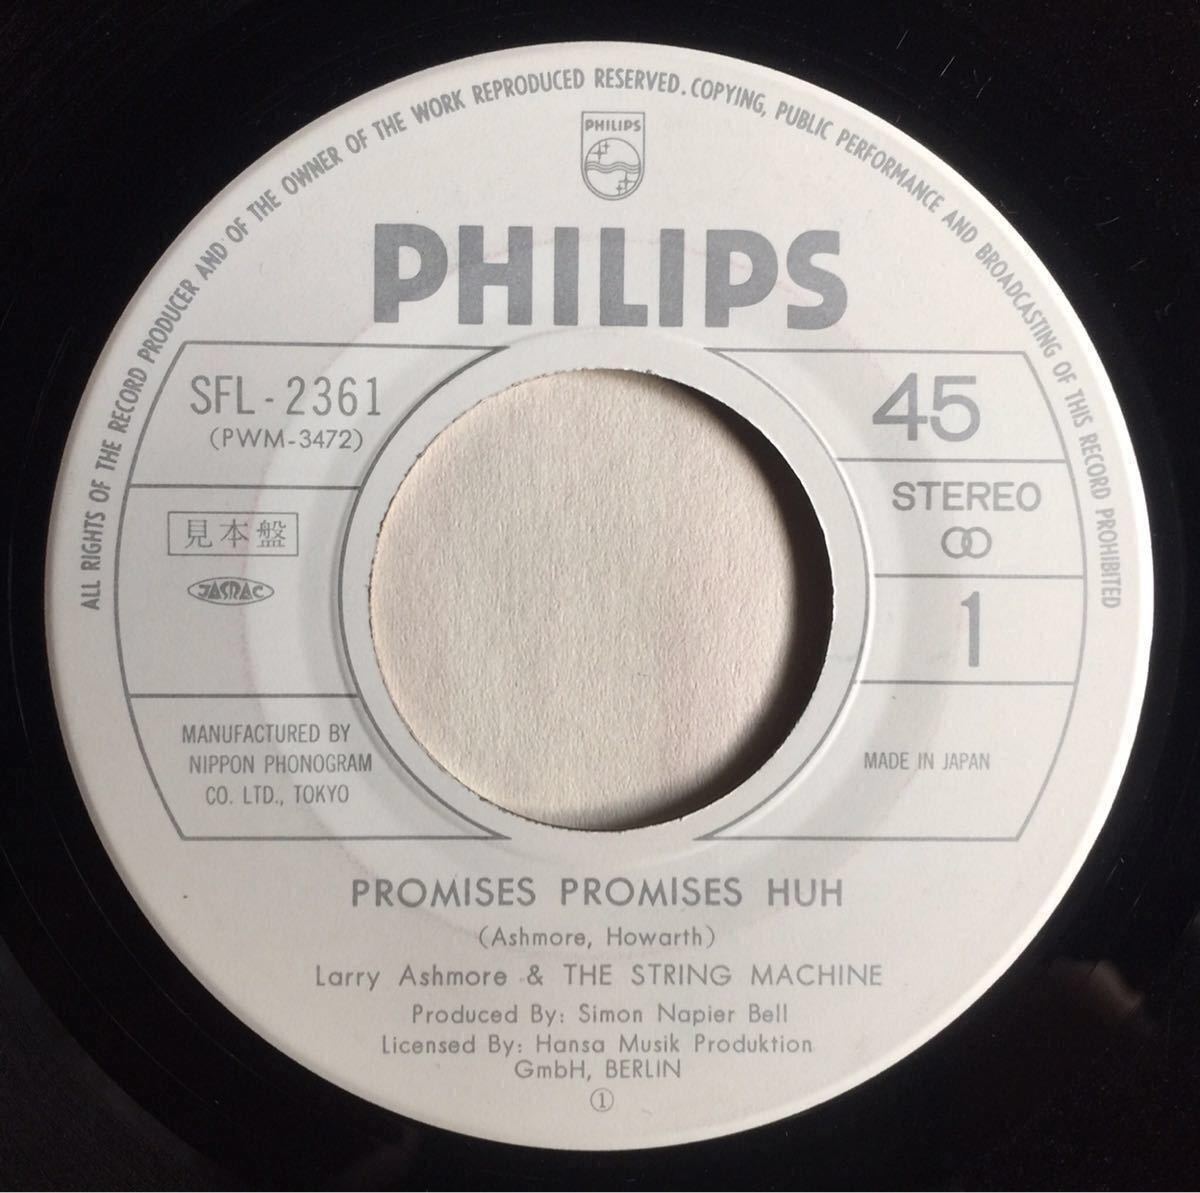 ALL RIGHTS OF THE RECORD PRODUCER AND OF THE OWNER OF THE WORK REPRODUCED RESERVED. COPYING, PUBLIC PERFORMANCE AND BROADCASTING OF THIS RECORD PROHIBITED
PHILIPS
PHILIPS
SFL-2361
(PWM-3472)
見本盤
JASRAC
MANUFACTURED BY
NIPPON PHONOGRAM
CO. LTD., TOKYO
45
STEREO
1
MADE IN JAPAN
PROMISES PROMISES HUH
(Ashmore, Howarth)
Larry Ashmore & THE STRING MACHINE
Produced By: Simon Napier Bell
Licensed By: Hansa Musik Produktion
GmbH, BERLIN
①